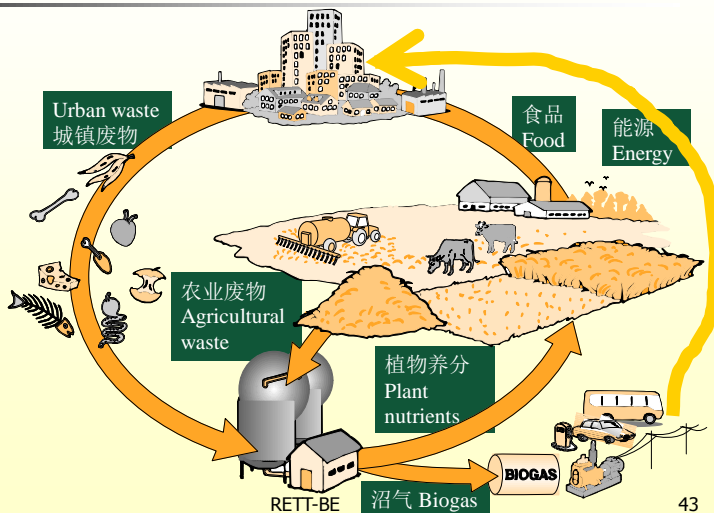 Urban waste
城镇废物
食品
Food
能源
Energy
农业废物
Agricultural
waste
植物养分
Plant
nutrients
BIOGAS
沼气 Biogas
RETT-BE
43